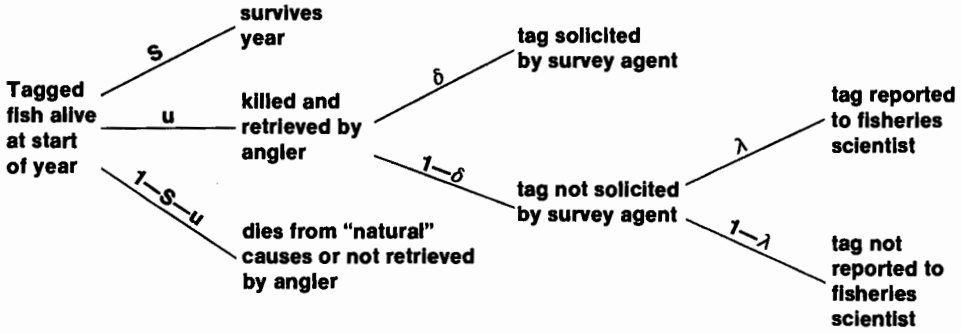 Tagged
fish alive
at start
of year
S
survives
year
u
killed and
retrieved by
angler
1—S—u
dies from “natural”
causes or not retrieved
by angler
δ
tag solicited
by survey agent
1—δ
tag not solicited
by survey agent
λ
tag reported
to fisheries
scientist
1—λ
tag not
reported to
fisheries
scientist